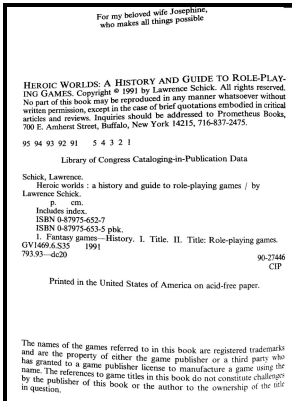 For my beloved wife Josephine,
who makes all things possible
HEROIC WORLDS: A HISTORY AND GUIDE TO ROLE-PLAY-
ING GAMES. Copyright © 1991 by Lawrence Schick. All rights reserved.
No part of this book may be reproduced in any manner whatsoever without
written permission, except in the case of brief quotations embodied in critical
articles and reviews. Inquiries should be addressed to Prometheus Books,
700 E. Amherst Street, Buffalo, New York 14215, 716-837-2475.
95 94 93 92 91 5 4 3 2 1
Library of Congress Cataloging-in-Publication Data
Schick, Lawrence.
Heroic worlds : a history and guide to role-playing games / by
Lawrence Schick.
p. cm.
Includes index.
ISBN 0-87975-652-7
ISBN 0-87975-653-5 pbk.
1. Fantasy games—History. I. Title. II. Title: Role-playing games.
GV1469.6.S35 1991
793.93—dc20 90-27446
CIP
Printed in the United States of America on acid-free paper.
The names of the games referred to in this book are registered trademarks
and are the property of either the game publisher or a third party who
has granted to a game publisher license to manufacture a game using the
name. The references to game titles in this book do not constitute challenges
by the publisher of this book or the author to the ownership of the title
in question.